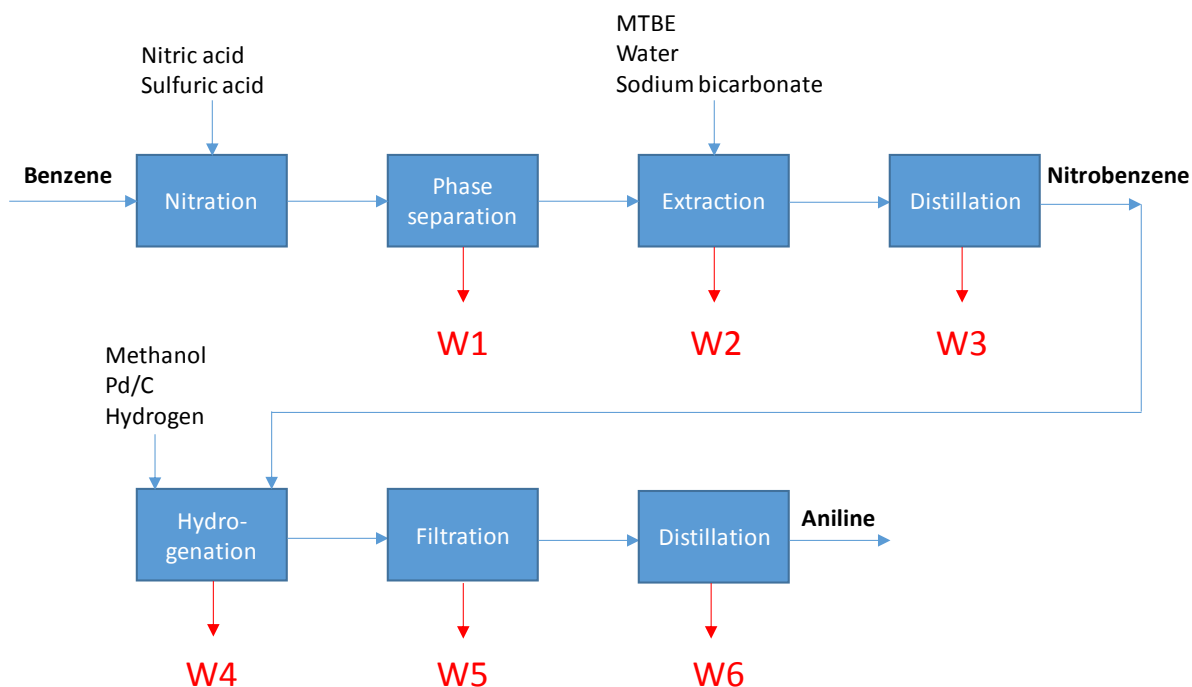 MTBE
Water
Sodium bicarbonate
Nitric acid
Sulfuric acid
Benzene
Nitration
Phase
separation
Extraction
Distillation
Nitrobenzene
W1
W2
W3
Methanol
Pd/C
Hydrogen
Hydro-
genation
Filtration
Distillation
Aniline
W4
W5
W6